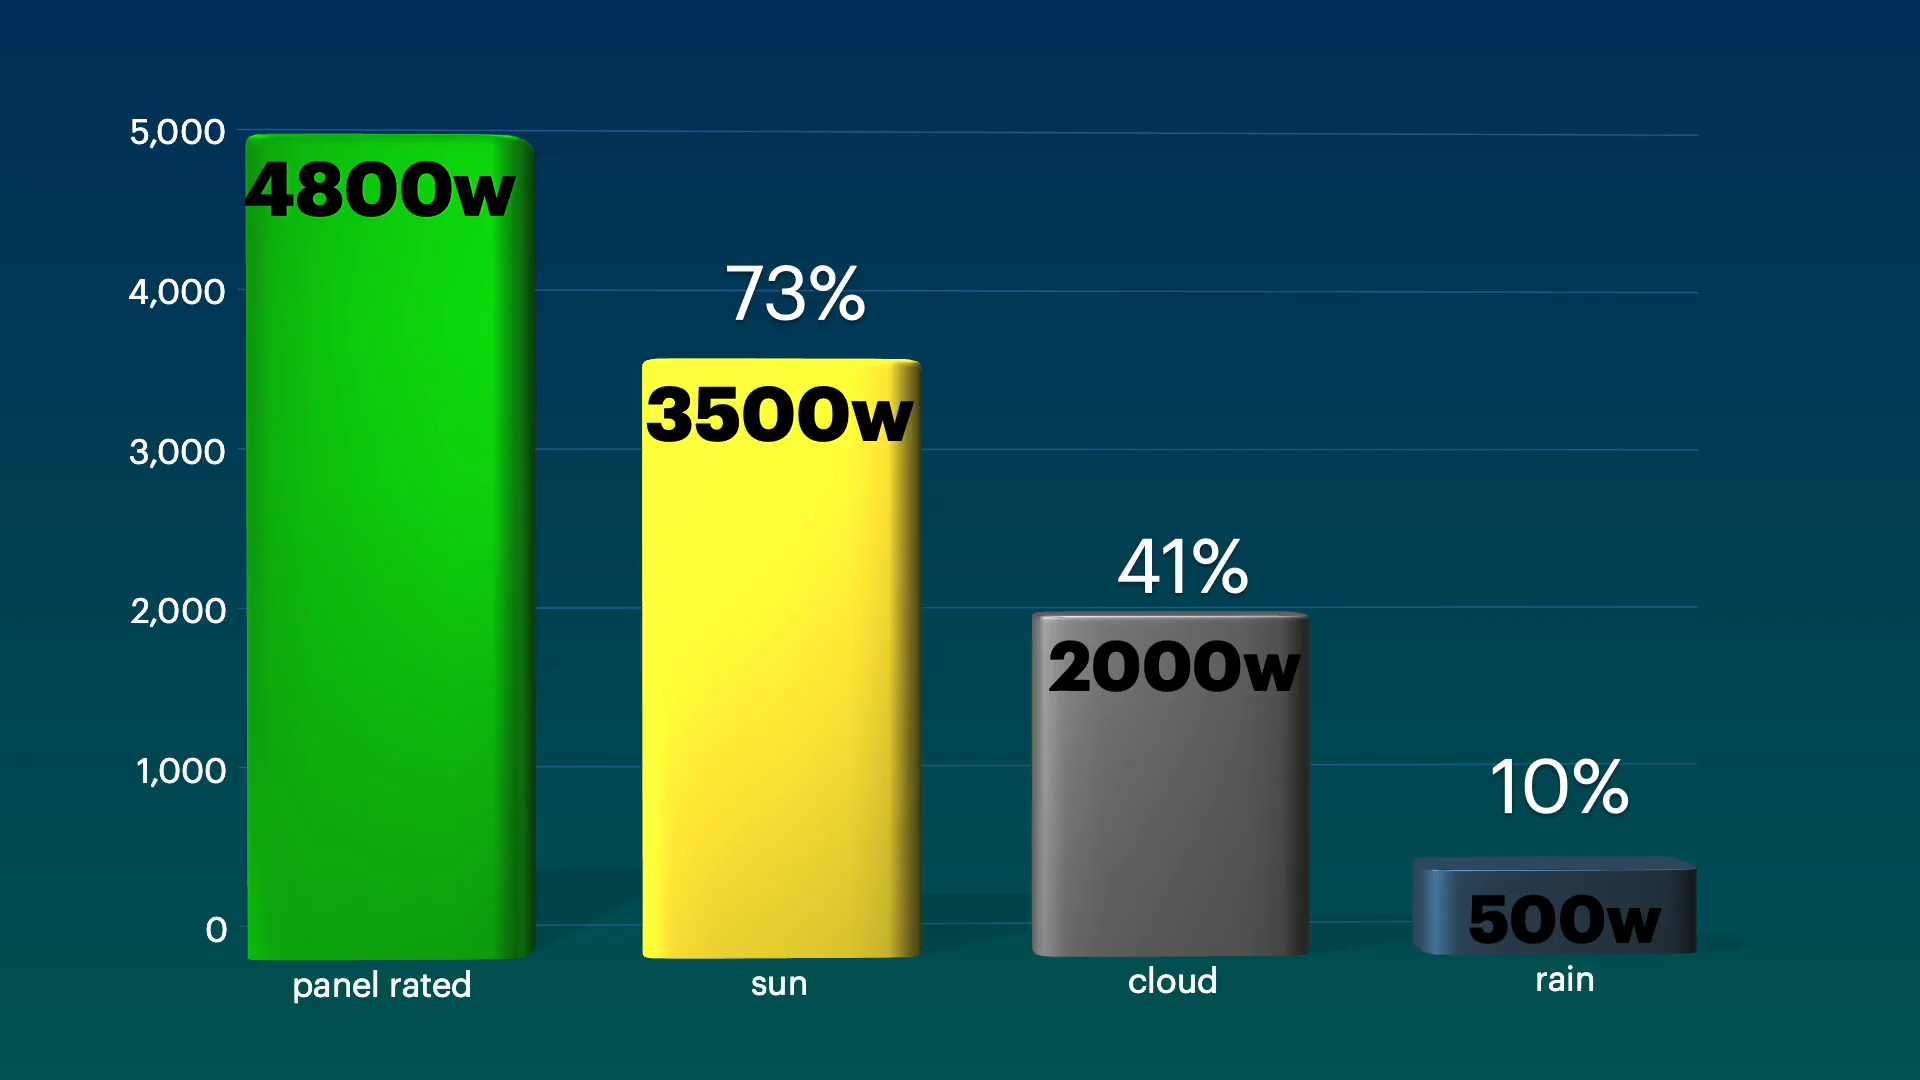 5,000
4,000
3,000
2,000
1,000
0
4800w
73%
3500w
41%
2000w
10%
500w
panel rated
sun
cloud
rain